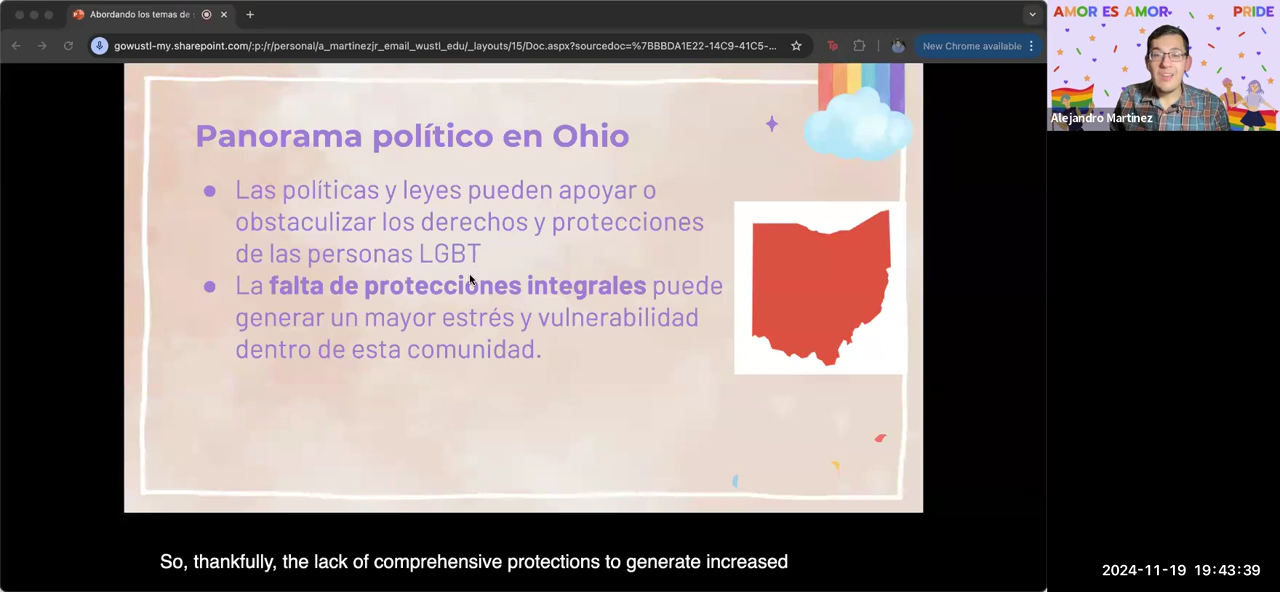 Abordando los temas de
gowustl-my.sharepoint.com/:p:/r/personal/a_martinezjr_email_wustl_edu/_layouts/15/Doc.aspx?sourcedoc=%7BBBDA1E22-14C9-41C5-...
Tp
New Chrome available
AMOR ES AMOR
PRIDE
Alejandro Martinez
Panorama político en Ohio
● Las políticas y leyes pueden apoyar o
obstaculizar los derechos y protecciones
de las personas LGBT
● La falta de protecciones integrales puede
generar un mayor estrés y vulnerabilidad
dentro de esta comunidad.
So, thankfully, the lack of comprehensive protections to generate increased
2024-11-19 19:43:39